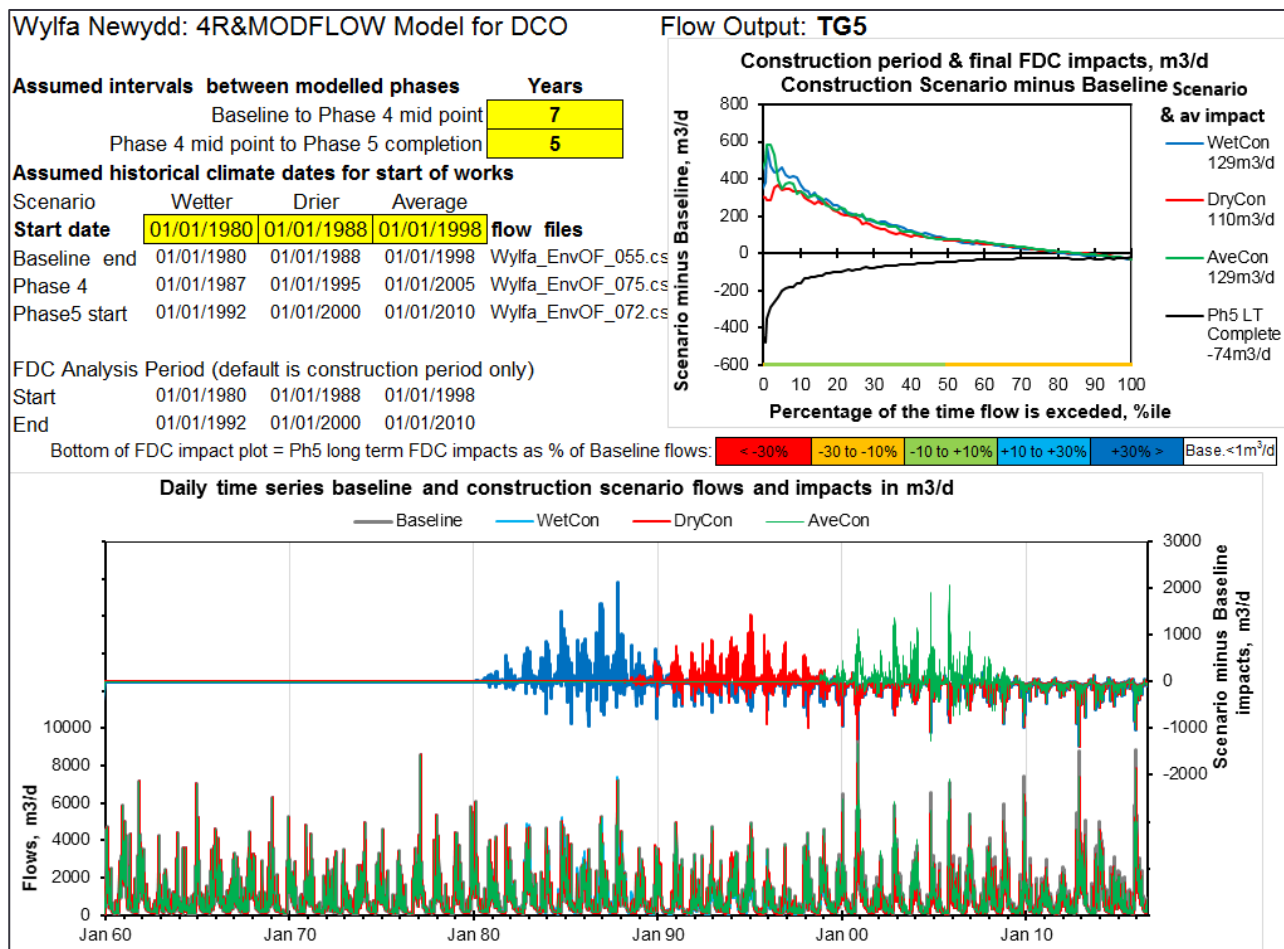 Wylfa Newydd: 4R&MODFLOW Model for DCO
Flow Output: TG5
Assumed intervals between modelled phases Years
Baseline to Phase 4 mid point 7
Phase 4 mid point to Phase 5 completion 5
Assumed historical climate dates for start of works
Scenario Wetter Drier Average
Start date 01/01/1980 01/01/1988 01/01/1998 flow files
Baseline end 01/01/1980 01/01/1988 01/01/1998 Wylfa_EnvOF_055.cs
Phase 4 01/01/1987 01/01/1995 01/01/2005 Wylfa_EnvOF_075.cs
Phase5 start 01/01/1992 01/01/2000 01/01/2010 Wylfa_EnvOF_072.cs
FDC Analysis Period (default is construction period only)
Start 01/01/1980 01/01/1988 01/01/1998
End 01/01/1992 01/01/2000 01/01/2010
Construction period & final FDC impacts, m3/d
Construction Scenario minus Baseline
Scenario
& av impact
WetCon
129m3/d
DryCon
110m3/d
AveCon
129m3/d
Ph5 LT
Complete
-74m3/d
Scenario minus Baseline, m3/d
800
600
400
200
0
-200
-400
-600
0 10 20 30 40 50 60 70 80 90 100
Percentage of the time flow is exceded, %ile
Bottom of FDC impact plot = Ph5 long term FDC impacts as % of Baseline flows: < -30% -30 to -10% -10 to +10% +10 to +30% +30% > Base.<1m³/d
Daily time series baseline and construction scenario flows and impacts in m3/d
Baseline WetCon DryCon AveCon
3000
2000
1000
0
-1000
-2000
Scenario minus Baseline
impacts, m3/d
10000
8000
6000
4000
2000
0
Flows, m3/d
Jan 60 Jan 70 Jan 80 Jan 90 Jan 00 Jan 10